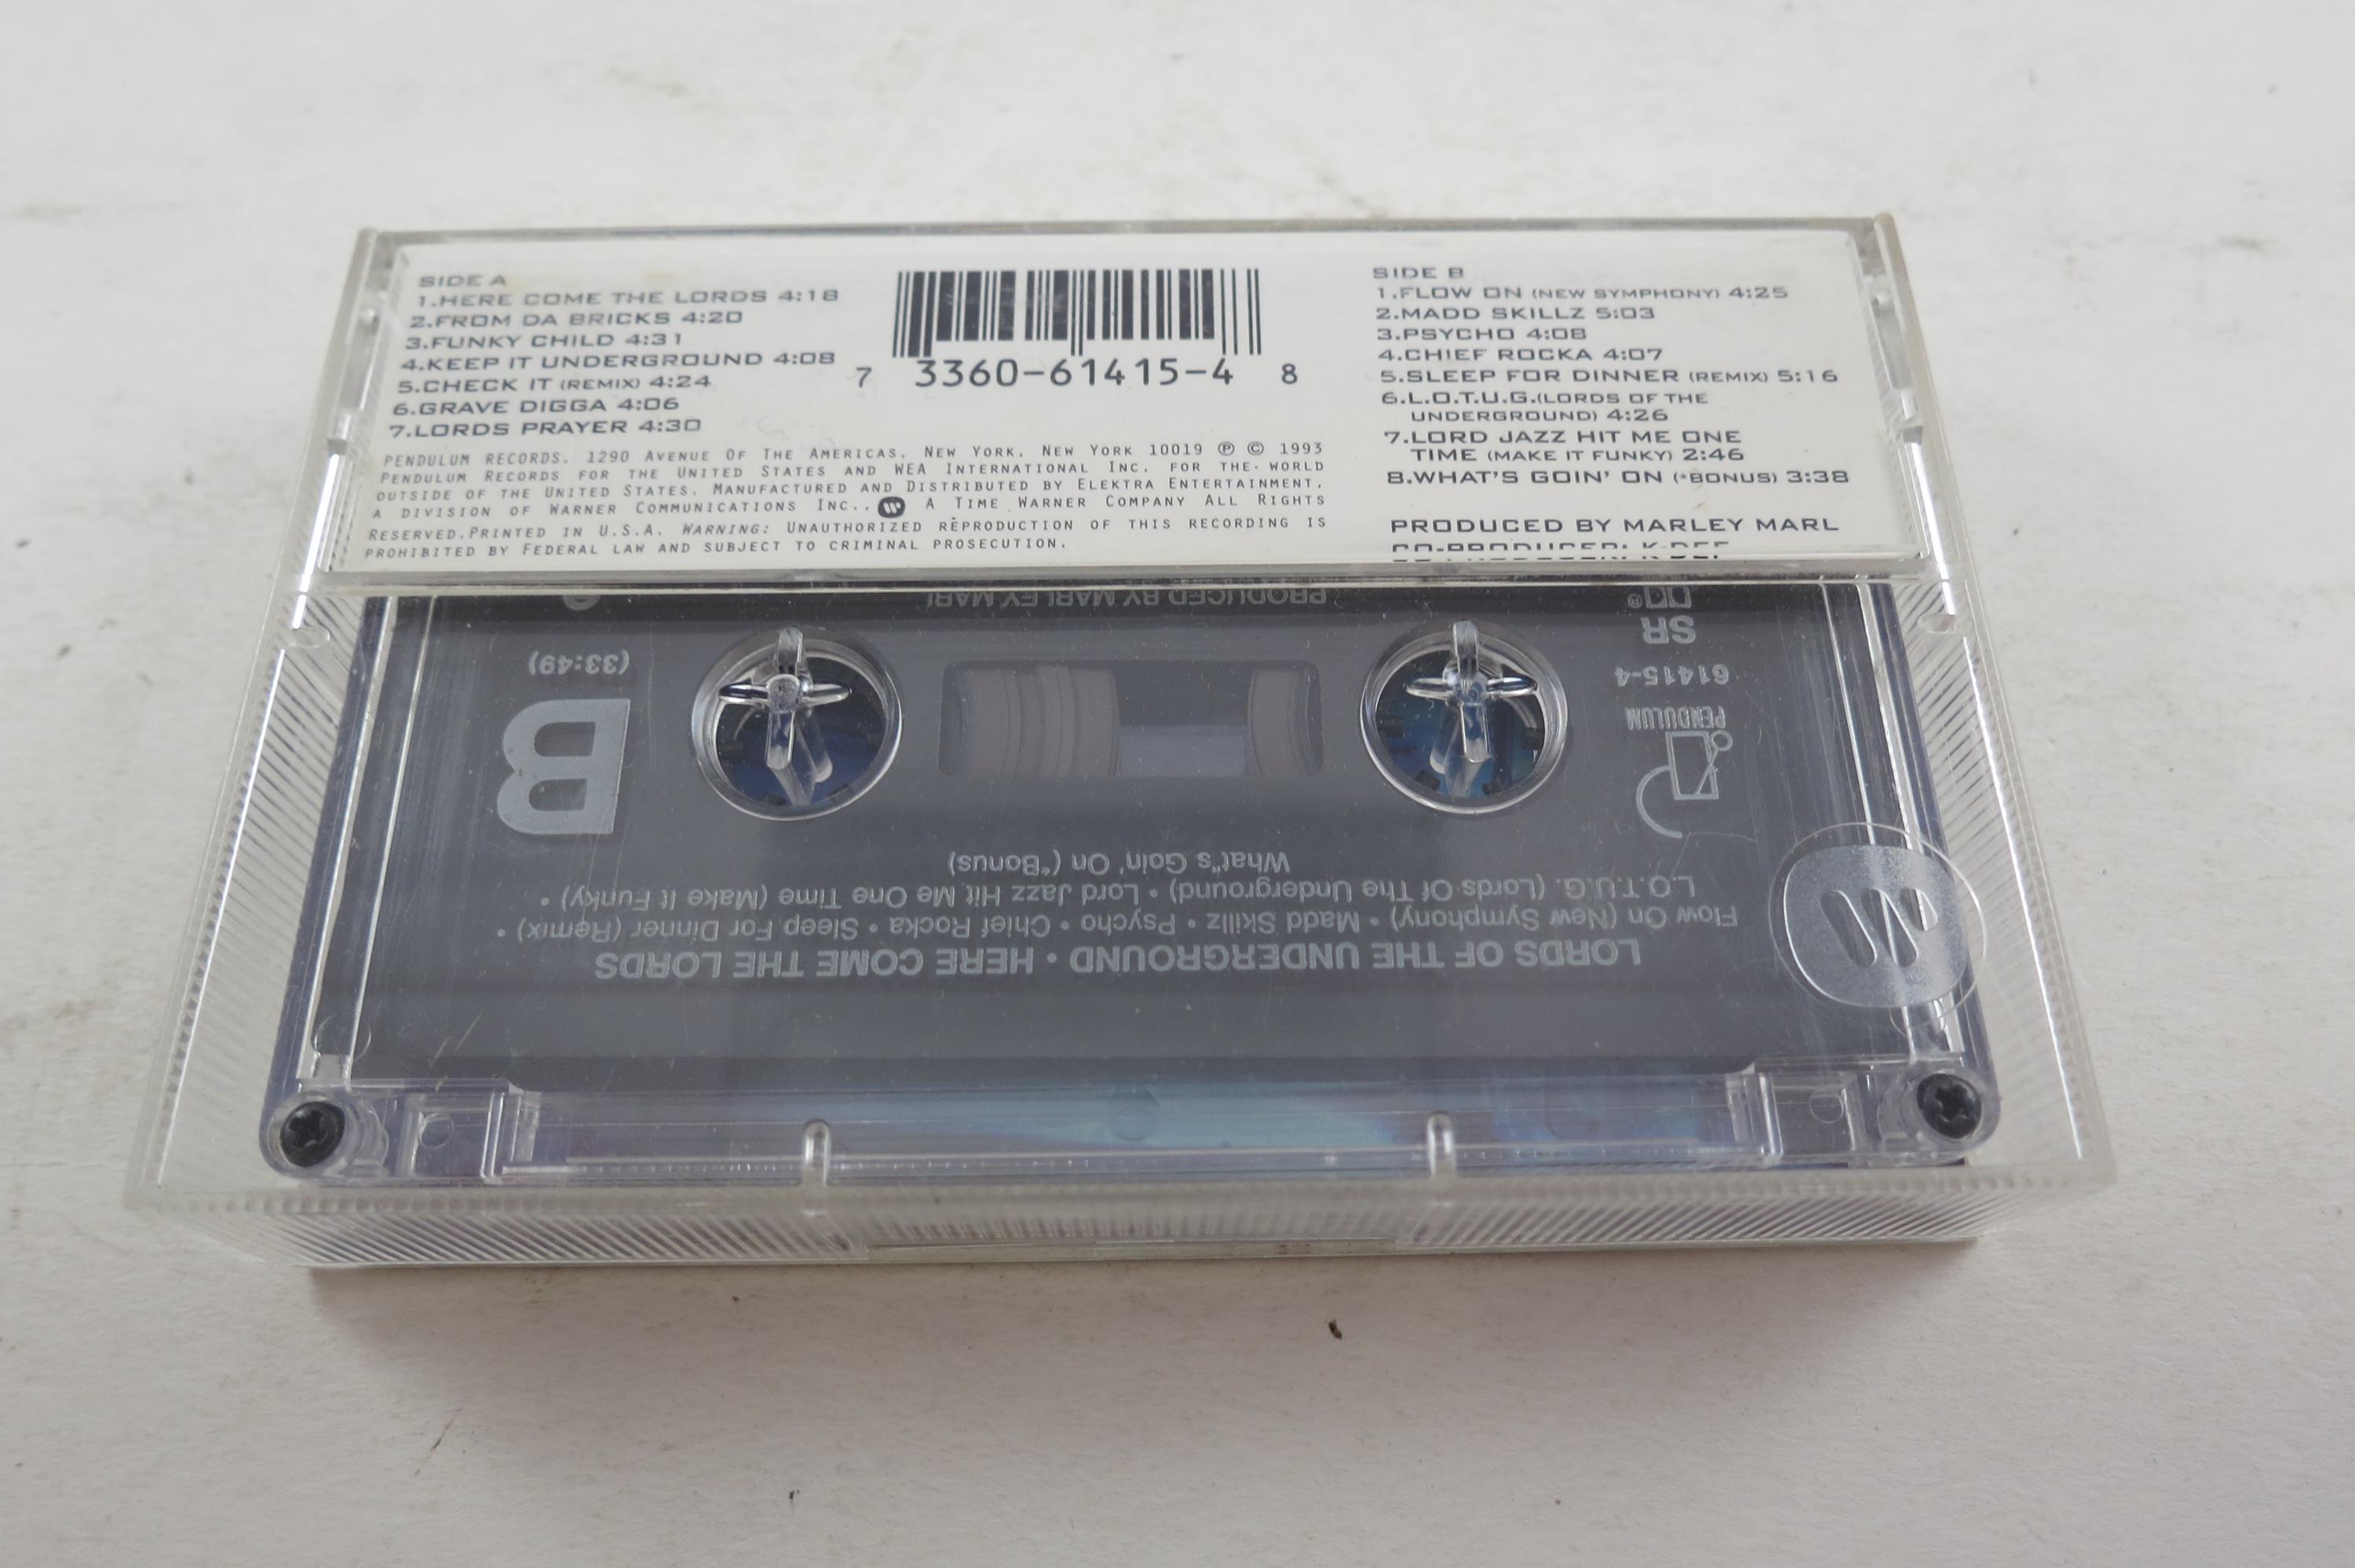 SIDE A
1.HERE COME THE LORDS 4:18
2.FROM DA BRICKS 4:20
3.FUNKY CHILD 4:31
4.KEEP IT UNDERGROUND 4:08
5.CHECK IT (REMIX) 4:24
6.GRAVE DIGGA 4:06
7.LORDS PRAYER 4:30
7 3360-61415-4 8
SIDE B
1.FLOW ON (NEW SYMPHONY) 4:25
2.MADD SKILLZ 5:03
3.PSYCHO 4:08
4.CHIEF ROCKA 4:07
5.SLEEP FOR DINNER (REMIX) 5:16
6.L.O.T.U.G.(LORDS OF THE
UNDERGROUND) 4:26
7.LORD JAZZ HIT ME ONE
TIME (MAKE IT FUNKY) 2:46
8.WHAT'S GOIN' ON (*BONUS) 3:38
PRODUCED BY MARLEY MARL
CO-PRODUCER: K-DEF
PENDULUM RECORDS. 1290 AVENUE OF THE AMERICAS, NEW YORK, NEW YORK 10019 ℗ © 1993
PENDULUM RECORDS FOR THE UNITED STATES AND WEA INTERNATIONAL INC. FOR THE WORLD
OUTSIDE OF THE UNITED STATES. MANUFACTURED AND DISTRIBUTED BY ELEKTRA ENTERTAINMENT,
A DIVISION OF WARNER COMMUNICATIONS INC., A TIME WARNER COMPANY ALL RIGHTS
RESERVED.PRINTED IN U.S.A. WARNING: UNAUTHORIZED REPRODUCTION OF THIS RECORDING IS
PROHIBITED BY FEDERAL LAW AND SUBJECT TO CRIMINAL PROSECUTION.
LORDS OF THE UNDERGROUND • HERE COME THE LORDS
Flow On (New Symphony) • Madd Skillz • Psycho • Chief Rocka • Sleep For Dinner (Remix) •
L.O.T.U.G. (Lords Of The Underground) • Lord Jazz Hit Me One Time (Make It Funky) •
What"s Goin' On (*Bonus)
PENDULUM
61415-4
SR
B
(33:49)
PRODUCED BY MARLEY MARL